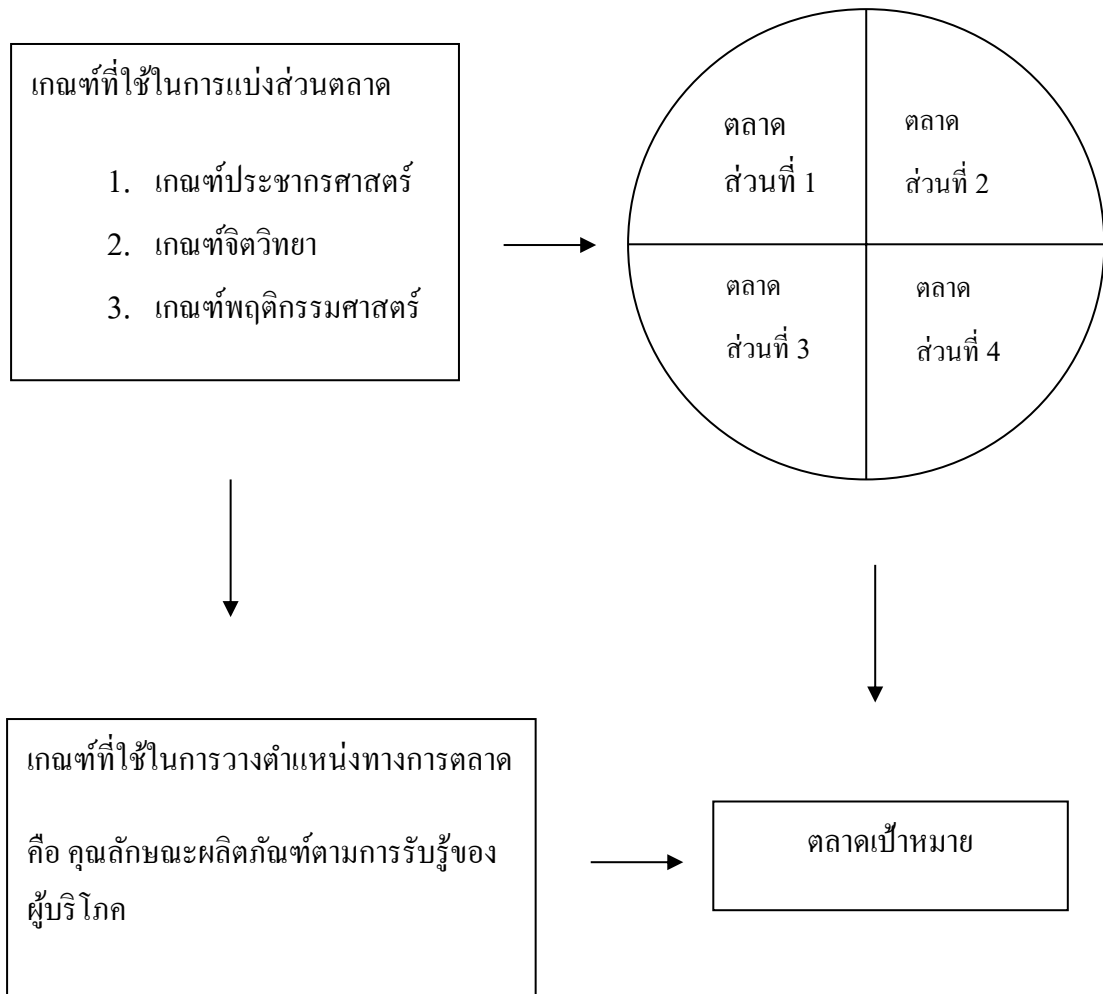 เกณฑ์ที่ใช้ในการแบ่งส่วนตลาด
1. เกณฑ์ประชากรศาสตร์
2. เกณฑ์จิตวิทยา
3. เกณฑ์พฤติกรรมศาสตร์
ตลาด
ส่วนที่ 1
ตลาด
ส่วนที่ 2
ตลาด
ส่วนที่ 3
ตลาด
ส่วนที่ 4
เกณฑ์ที่ใช้ในการวางตำแหน่งทางการตลาด
คือ คุณลักษณะผลิตภัณฑ์ตามการรับรู้ของ
ผู้บริโภค
ตลาดเป้าหมาย